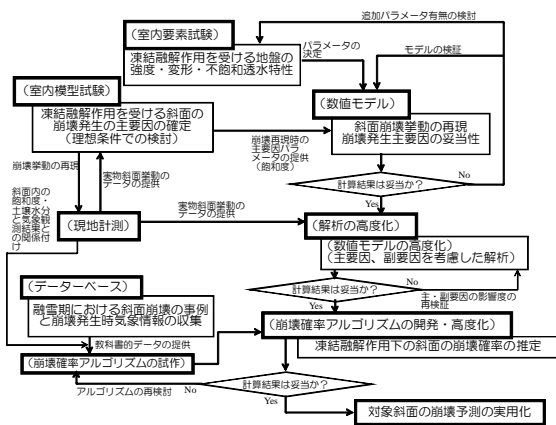 追加パラメータ有無の検討
(室内要素試験)
パラメータの
決定
凍結融解作用を受ける地盤の
強度・変形・不飽和透水特性
モデルの検証
(室内模型試験)
(数値モデル)
凍結融解作用を受ける斜面の
崩壊発生の主要因の確定
(理想条件での検討)
斜面崩壊挙動の再現
崩壊発生主要因の妥当性
崩壊再現時の
主要因パラ
メータの提供
(飽和度)
崩壊挙動の再現
実物斜面挙動の
データの提供
計算結果は妥当か?
No
Yes
斜面内の
飽和度・
土壌水分
と気象観
測結果と
の関係付
け
(現地計測)
実物斜面挙動の
データの提供
(解析の高度化)
(数値モデルの高度化)
(主要因、副要因を考慮した解析)
(データーベース)
計算結果は妥当か?
No
主・副要因の影響度の
再検証
Yes
融雪期における斜面崩壊の事例
と崩壊発生時気象情報の収集
(崩壊確率アルゴリズムの開発・高度化)
教科書的データの提供
凍結融解作用下の斜面の崩壊確率の推定
(崩壊確率アルゴリズムの試作)
計算結果は妥当か?
アルゴリズムの再検討
No
Yes
対象斜面の崩壊予測の実用化